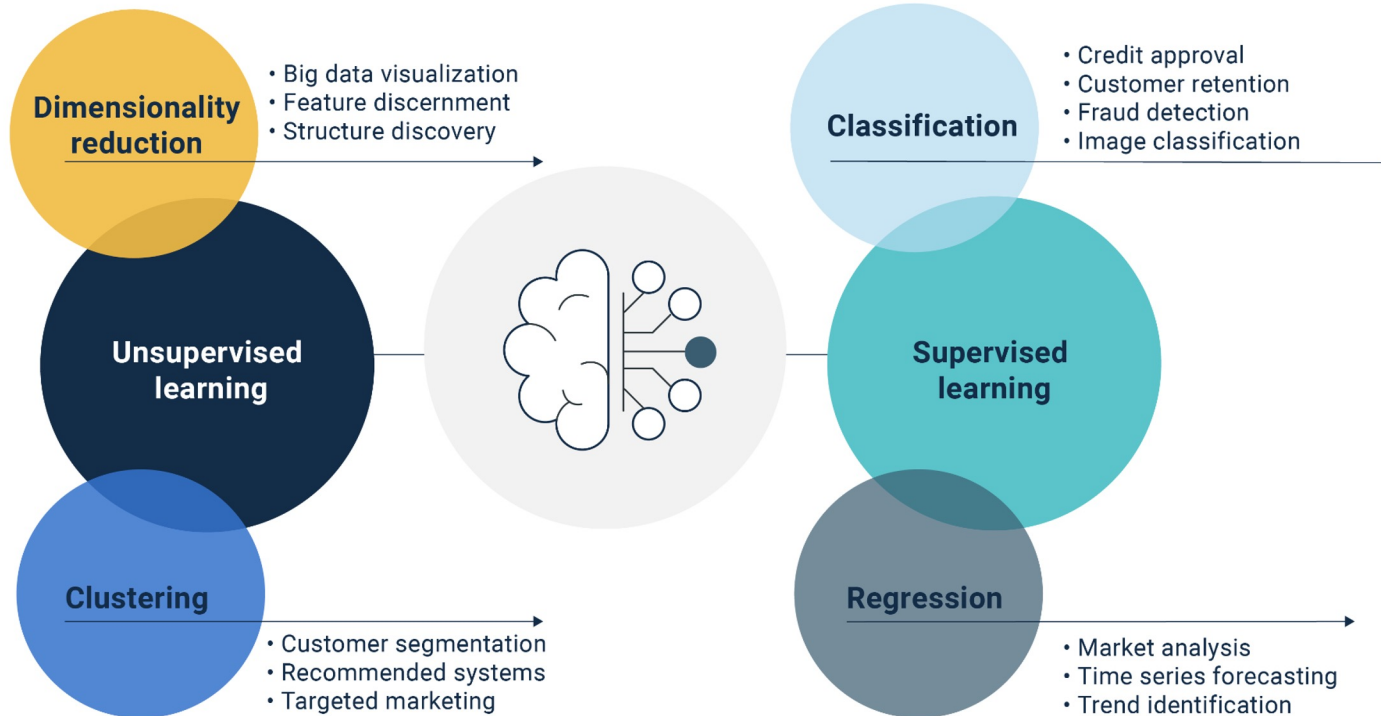 Dimensionality
reduction
• Big data visualization
• Feature discernment
• Structure discovery
Unsupervised
learning
Clustering
• Customer segmentation
• Recommended systems
• Targeted marketing
Classification
• Credit approval
• Customer retention
• Fraud detection
• Image classification
Supervised
learning
Regression
• Market analysis
• Time series forecasting
• Trend identification